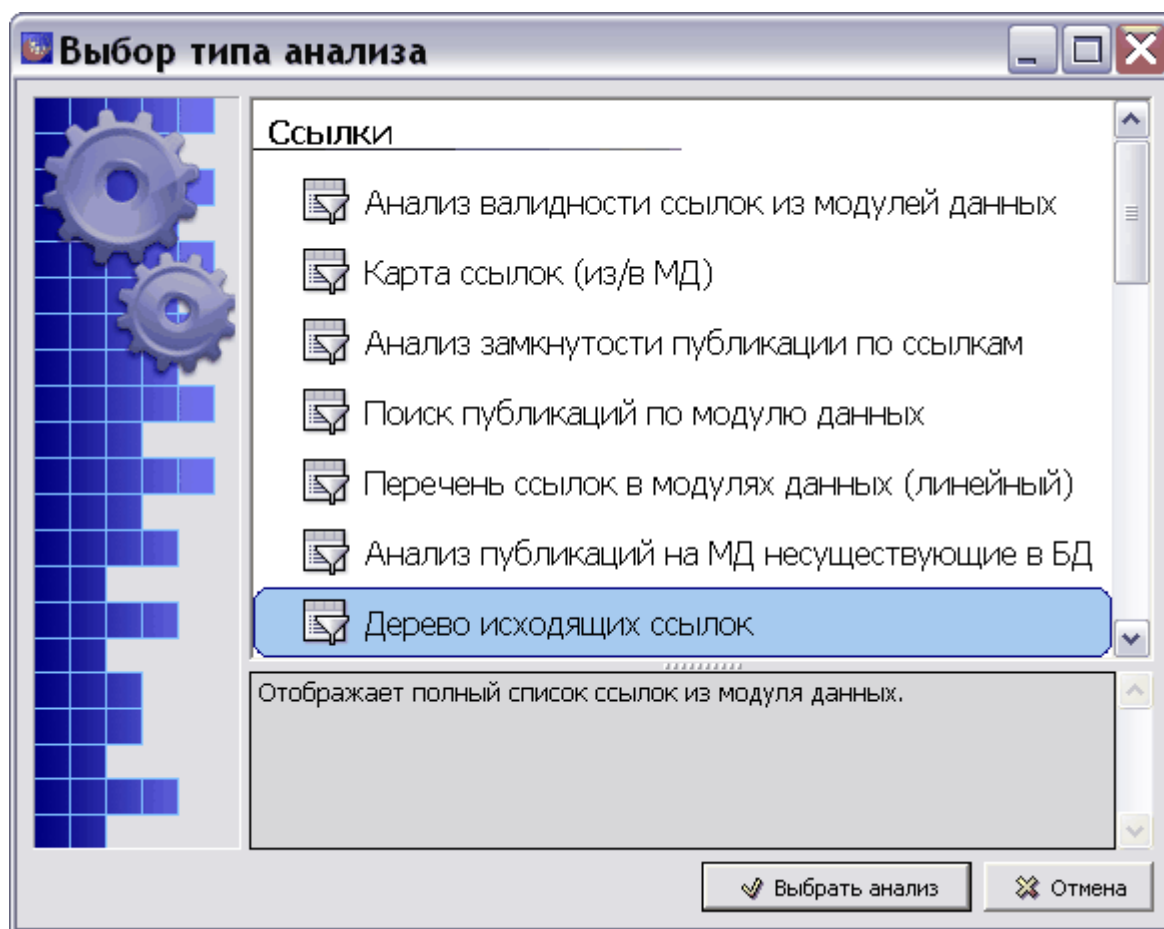 Выбор типа анализа
Ссылки
Анализ валидности ссылок из модулей данных
Карта ссылок (из/в МД)
Анализ замкнутости публикации по ссылкам
Поиск публикаций по модулю данных
Перечень ссылок в модулях данных (линейный)
Анализ публикаций на МД несуществующие в БД
Дерево исходящих ссылок
Отображает полный список ссылок из модуля данных.
Выбрать анализ
Отмена